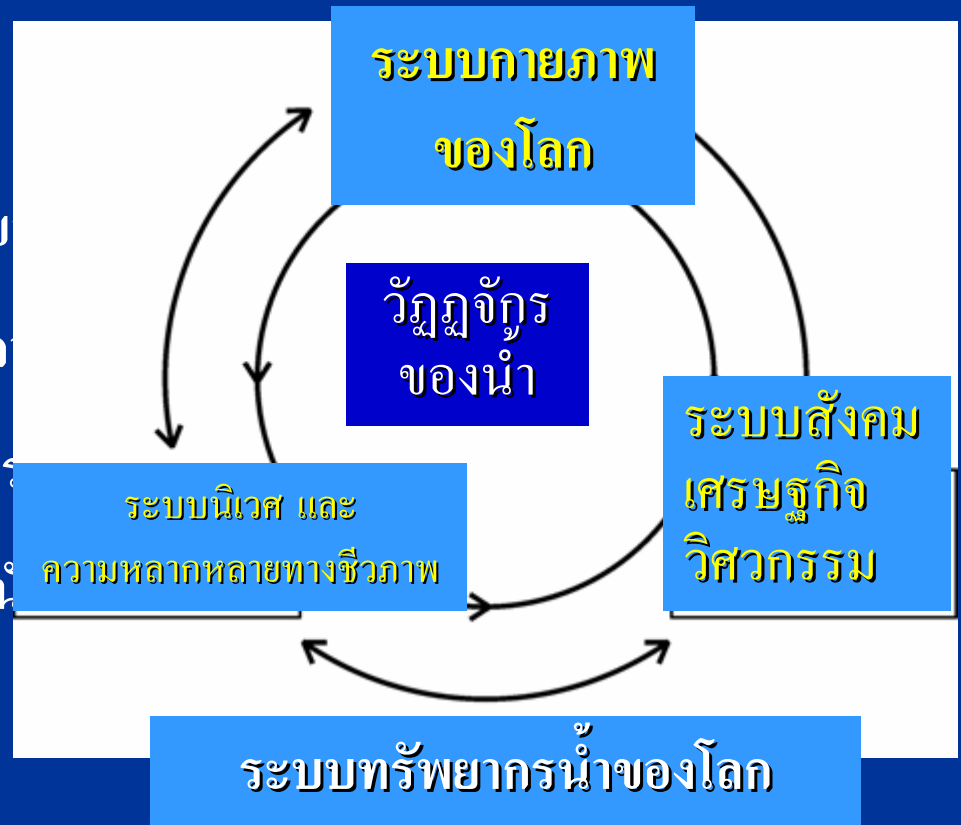 ระบบกายภาพ
ของโลก
วัฏฏจักร
ของน้ำ
ระบบสังคม
เศรษฐกิจ
วิศวกรรม
ระบบนิเวศ และ
ความหลากหลายทางชีวภาพ
ระบบทรัพยากรน้ำของโลก